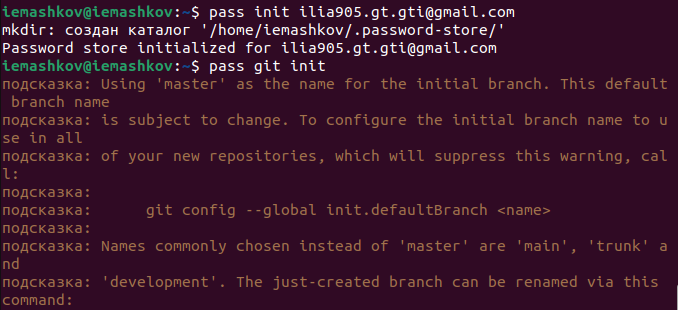 iemashkov@iemashkov:~$ pass init ilia905.gt.gti@gmail.com
mkdir: создан каталог '/home/iemashkov/.password-store/'
Password store initialized for ilia905.gt.gti@gmail.com
iemashkov@iemashkov:~$ pass git init
подсказка: Using 'master' as the name for the initial branch. This default
 branch name
подсказка: is subject to change. To configure the initial branch name to u
se in all
подсказка: of your new repositories, which will suppress this warning, cal
l:
подсказка:
подсказка:      git config --global init.defaultBranch <name>
подсказка:
подсказка: Names commonly chosen instead of 'master' are 'main', 'trunk' a
nd
подсказка: 'development'. The just-created branch can be renamed via this
command: